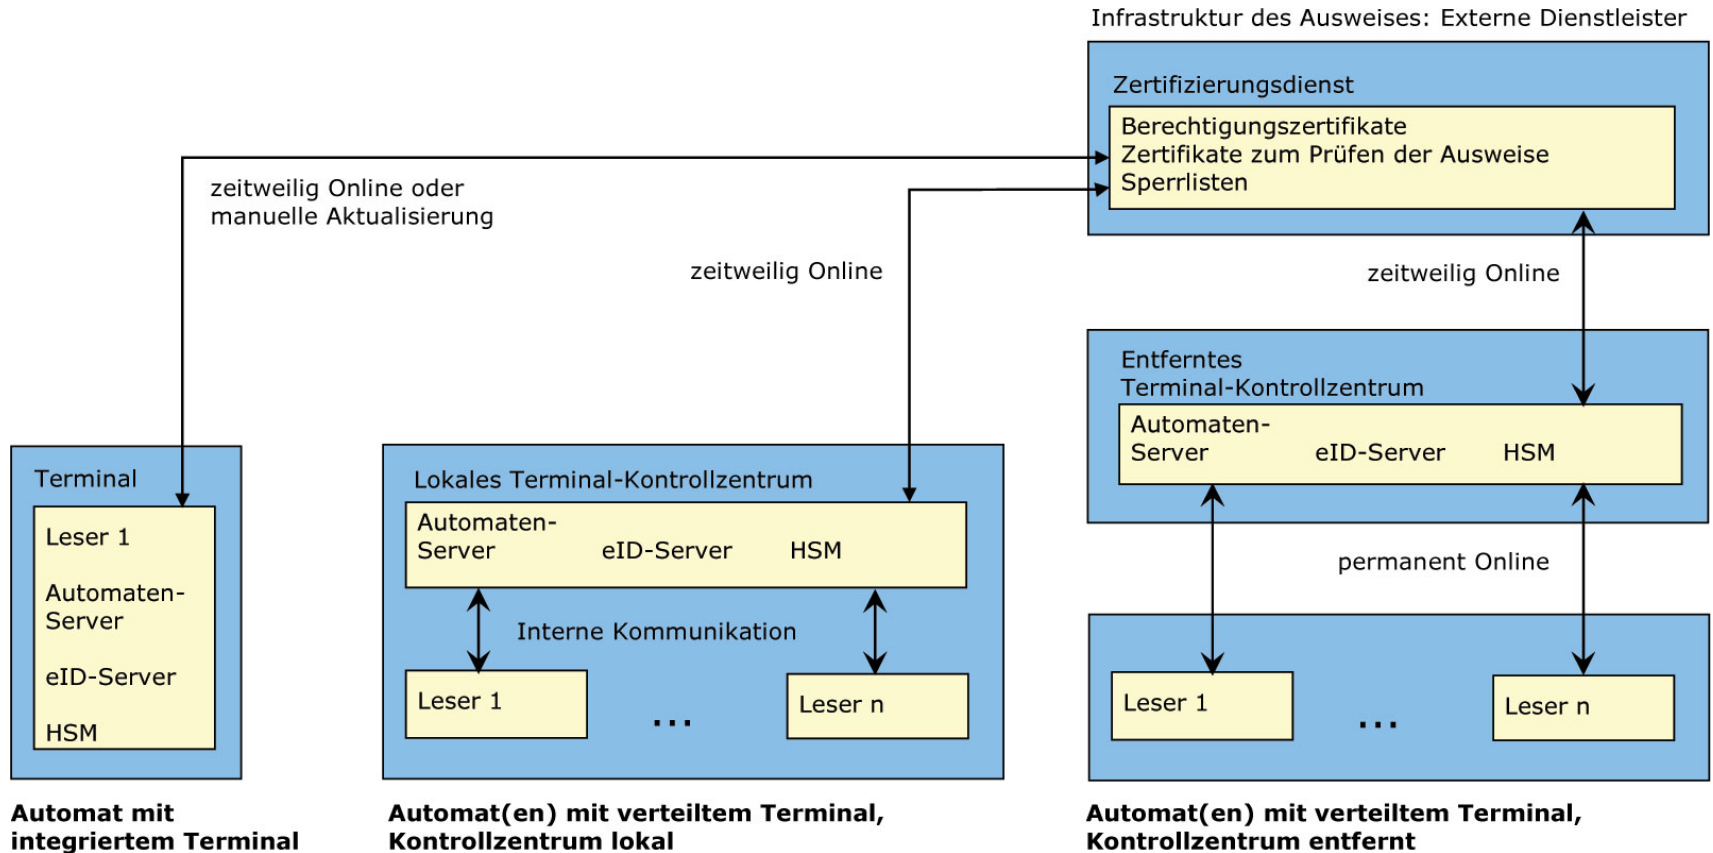 Infrastruktur des Ausweises: Externe Dienstleister
Zertifizierungsdienst
Berechtigungszertifikate
Zertifikate zum Prüfen der Ausweise
Sperrlisten
zeitweilig Online oder
manuelle Aktualisierung
zeitweilig Online
zeitweilig Online
Entferntes
Terminal-Kontrollzentrum
Automaten-
Server eID-Server HSM
permanent Online
Leser 1 ... Leser n
Terminal
Leser 1
Automaten-
Server
eID-Server
HSM
Lokales Terminal-Kontrollzentrum
Automaten-
Server eID-Server HSM
Interne Kommunikation
Leser 1 ... Leser n
Automat mit
integriertem Terminal
Automat(en) mit verteiltem Terminal,
Kontrollzentrum lokal
Automat(en) mit verteiltem Terminal,
Kontrollzentrum entfernt